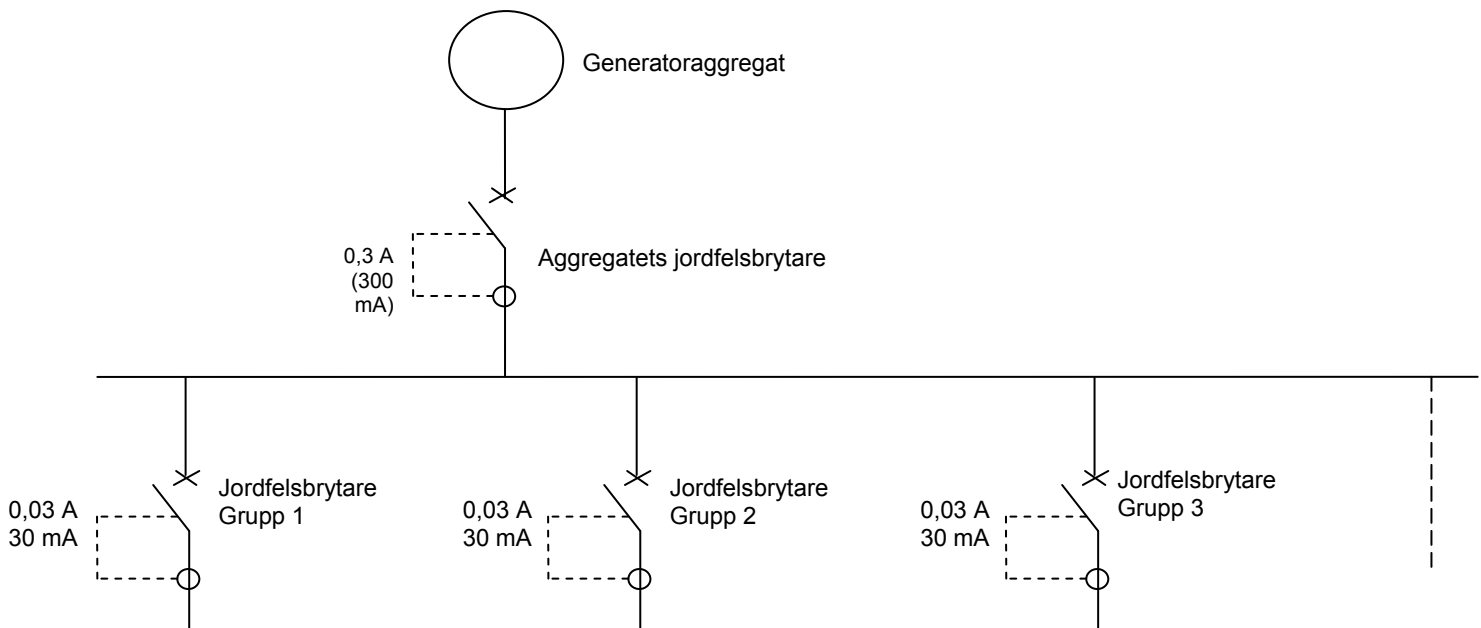 Generatoraggregat
0,3 A
(300
mA)
Aggregatets jordfelsbrytare
0,03 A
30 mA
Jordfelsbrytare
Grupp 1
0,03 A
30 mA
Jordfelsbrytare
Grupp 2
0,03 A
30 mA
Jordfelsbrytare
Grupp 3